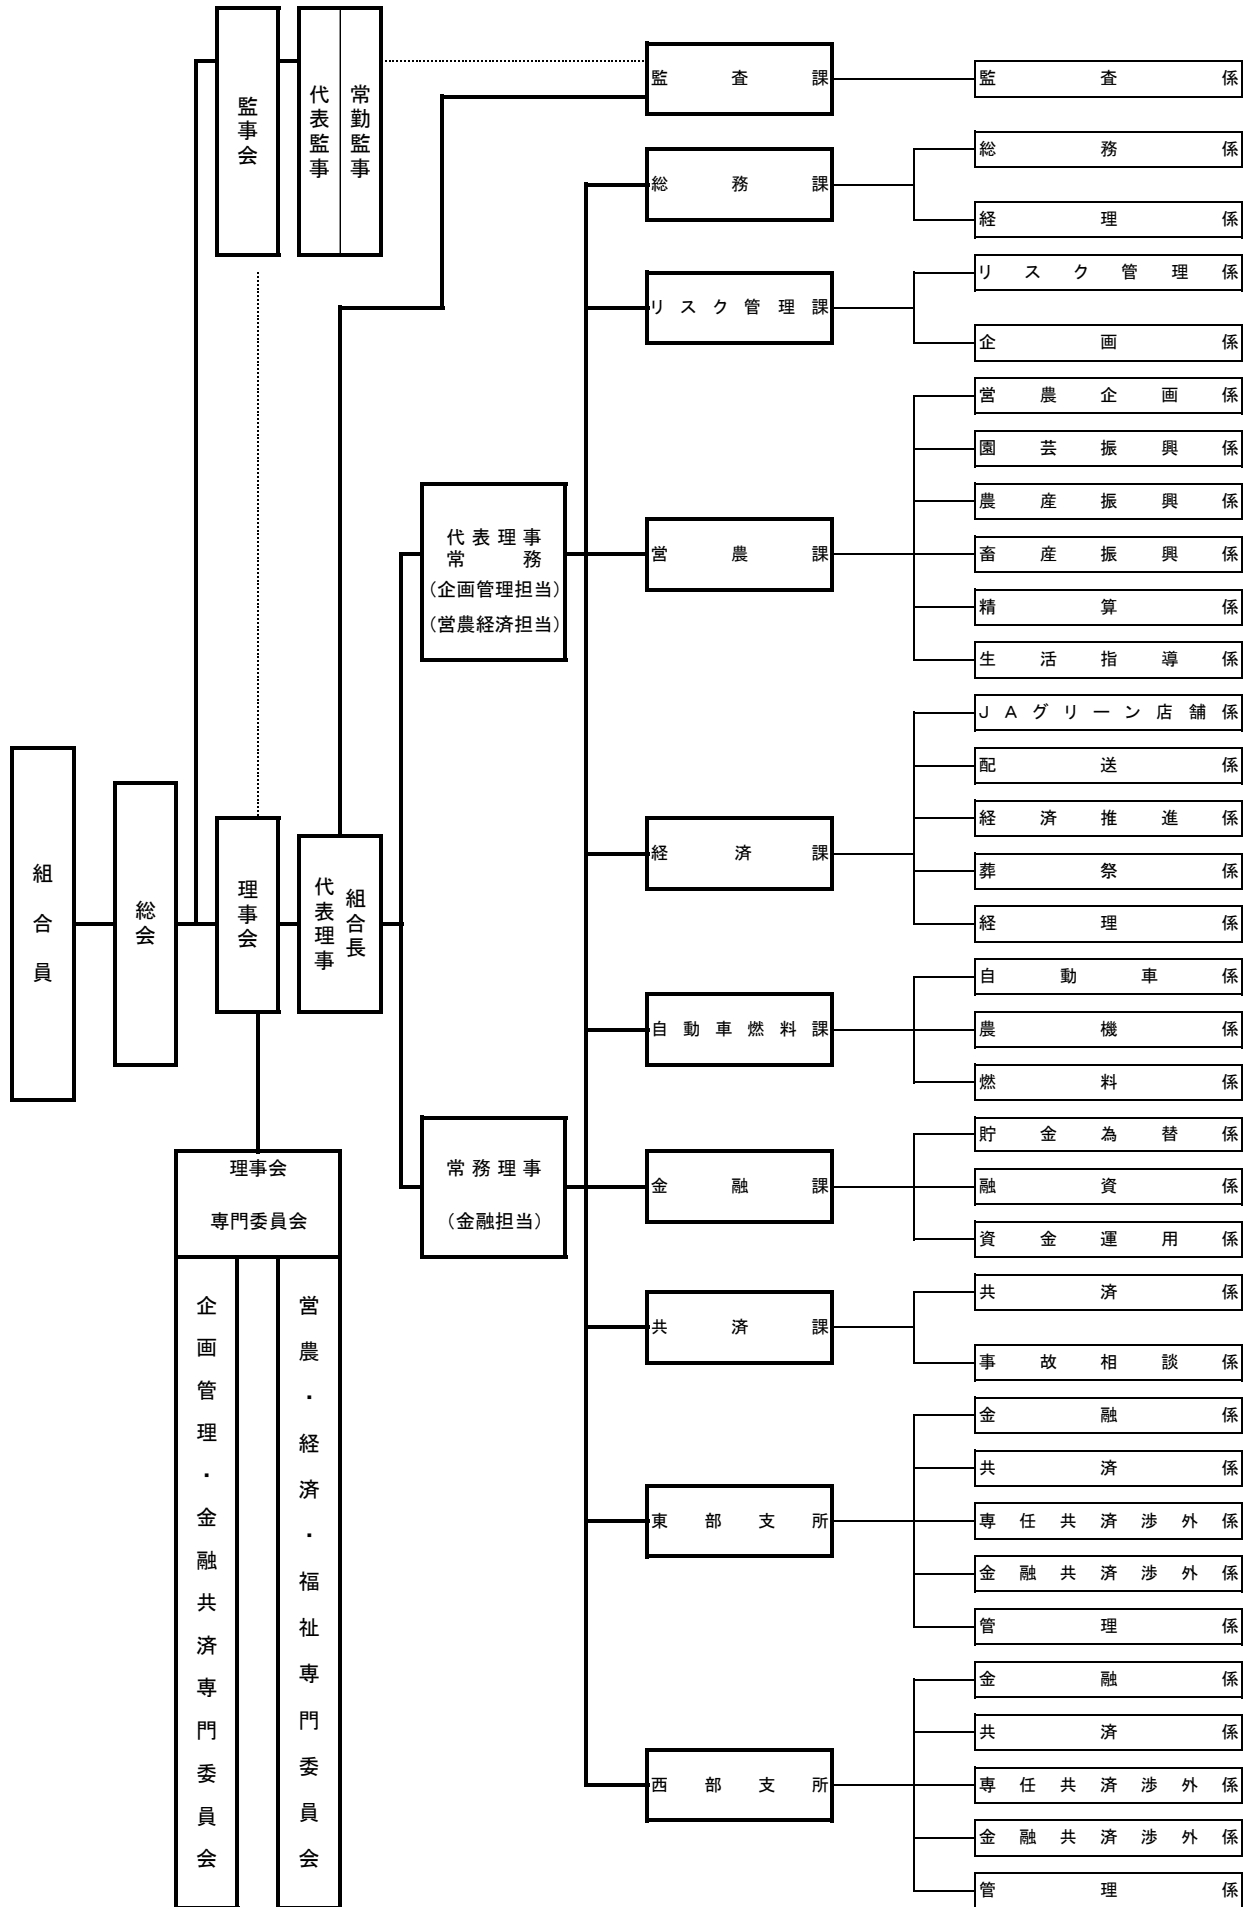 組合員
総会
監事会
代表監事
常勤監事
理事会
代表理事
組合長
理事会
専門委員会
企画管理・金融共済専門委員会
営農・経済・福祉専門委員会
代表理事
常務
（企画管理担当）
（営農経済担当）
常務理事
（金融担当）
監査課
監査係
総務課
総務係
経理係
リスク管理課
リスク管理係
企画係
営農課
営農企画係
園芸振興係
農産振興係
畜産振興係
精算係
生活指導係
経済課
ＪＡグリーン店舗係
配送係
経済推進係
葬祭係
経理係
自動車燃料課
自動車係
農機係
燃料係
金融課
貯金為替係
融資係
資金運用係
共済課
共済係
事故相談係
東部支所
金融係
共済係
専任共済渉外係
金融共済渉外係
管理係
西部支所
金融係
共済係
専任共済渉外係
金融共済渉外係
管理係